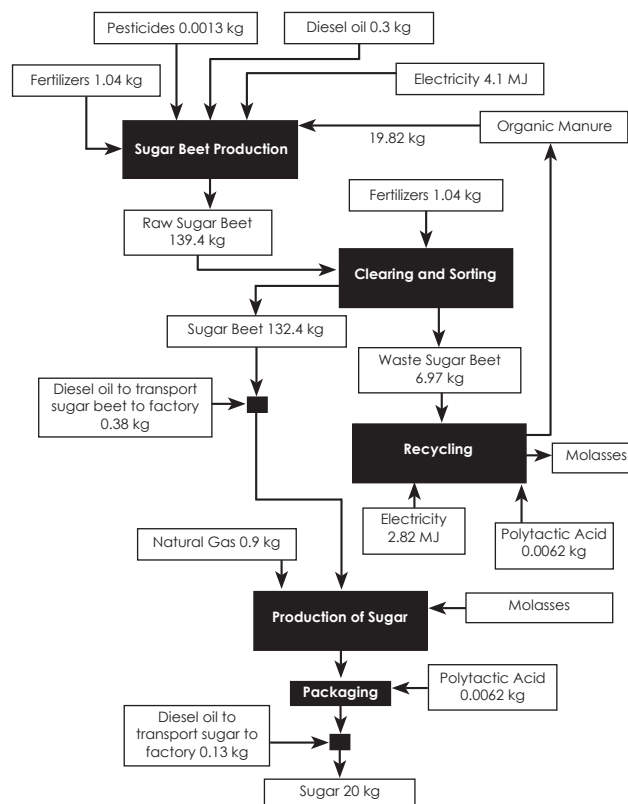 Pesticides 0.0013 kg
Diesel oil 0.3 kg
Fertilizers 1.04 kg
Electricity 4.1 MJ
Organic Manure
19.82 kg
Sugar Beet Production
Raw Sugar Beet
139.4 kg
Fertilizers 1.04 kg
Clearing and Sorting
Sugar Beet 132.4 kg
Waste Sugar Beet
6.97 kg
Diesel oil to transport
sugar beet to factory
0.38 kg
Recycling
Molasses
Electricity
2.82 MJ
Polytactic Acid
0.0062 kg
Natural Gas 0.9 kg
Production of Sugar
Molasses
Packaging
Polytactic Acid
0.0062 kg
Diesel oil to
transport sugar to
factory 0.13 kg
Sugar 20 kg